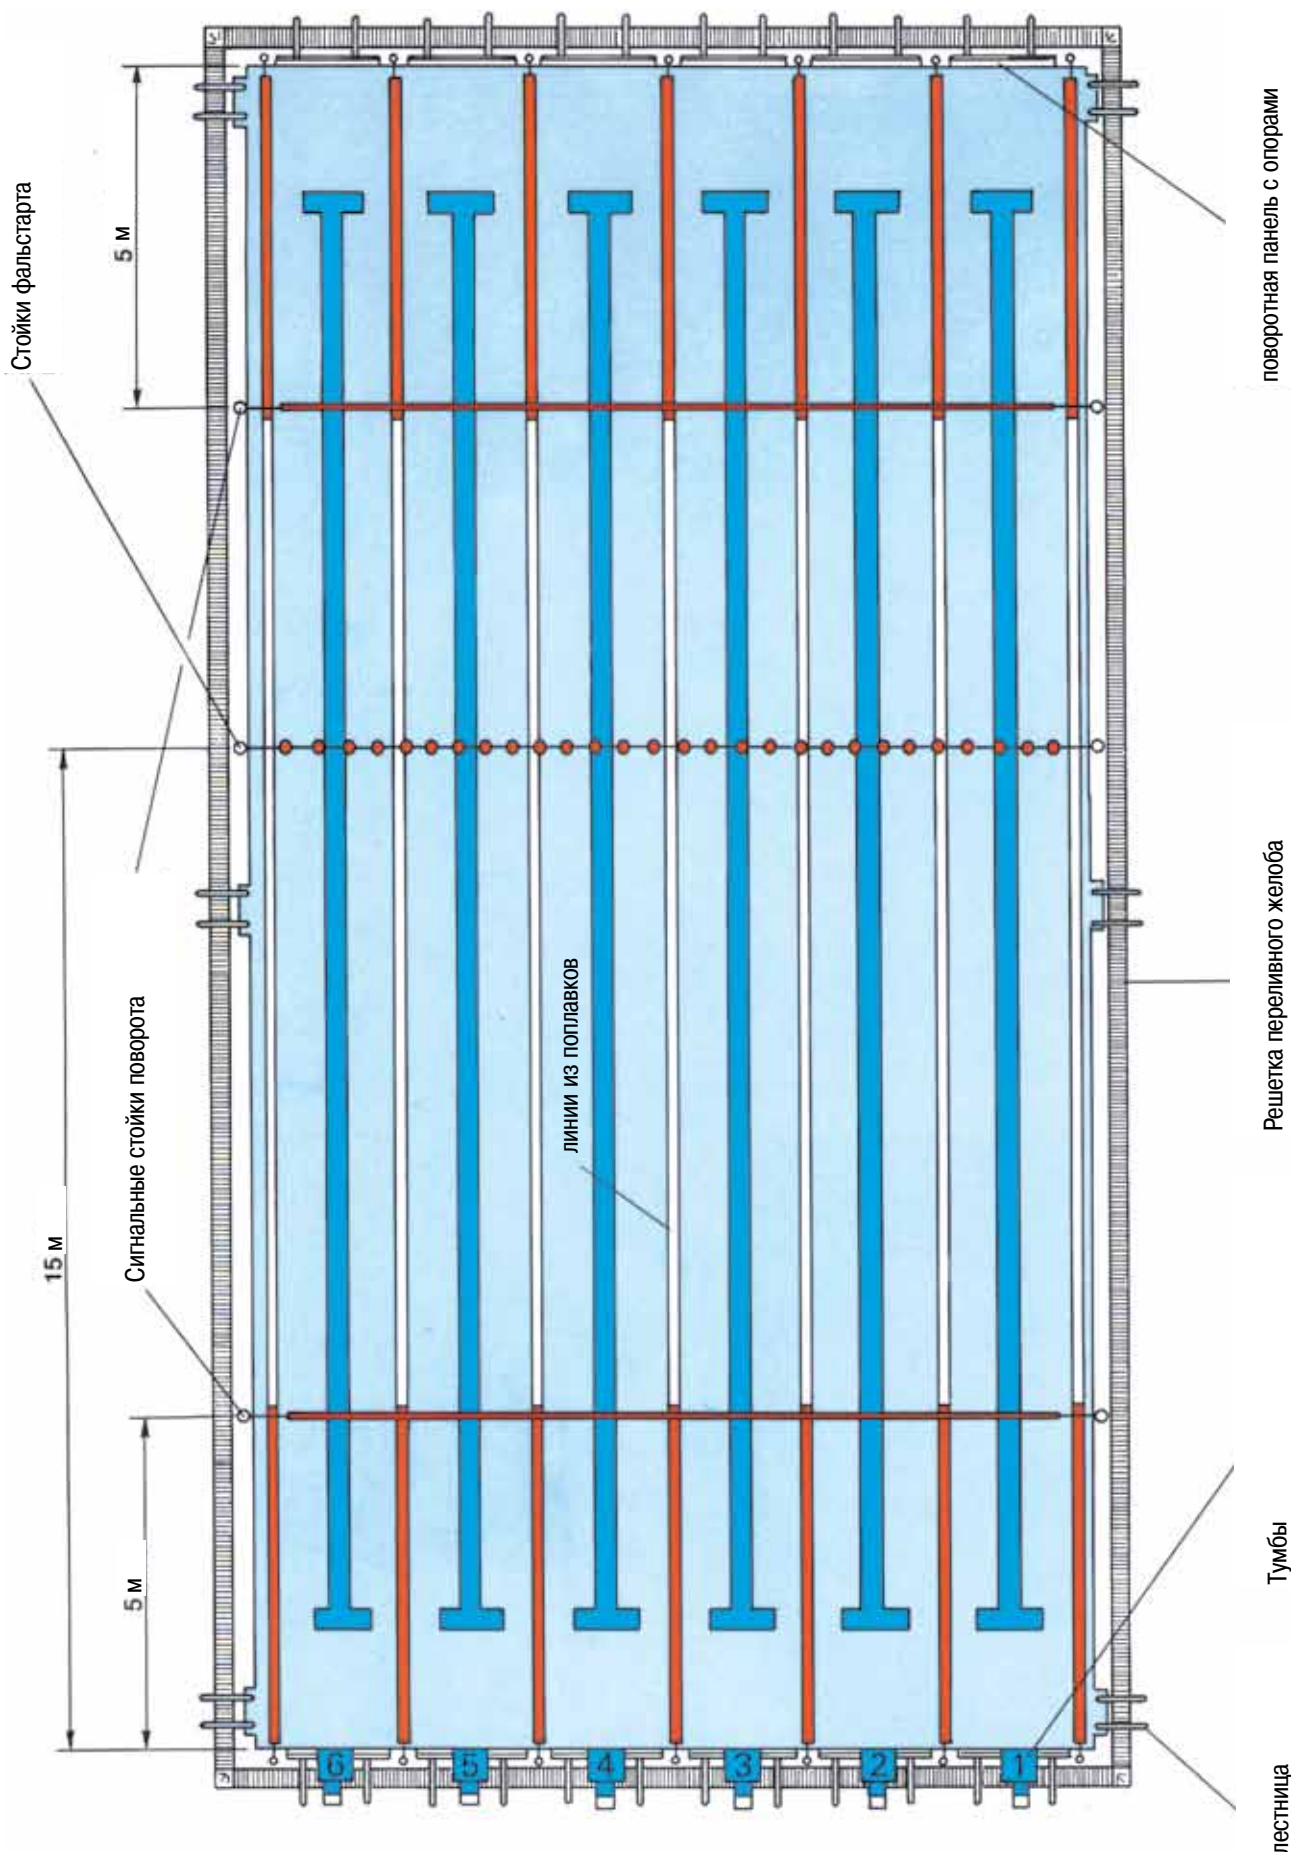 поворотная панель с опорами
Стойки фальстарта
5 м
Решетка переливного желоба
линии из поплавков
Сигнальные стойки поворота
15 м
5 м
Тумбы
лестница
6 5 4 3 2 1